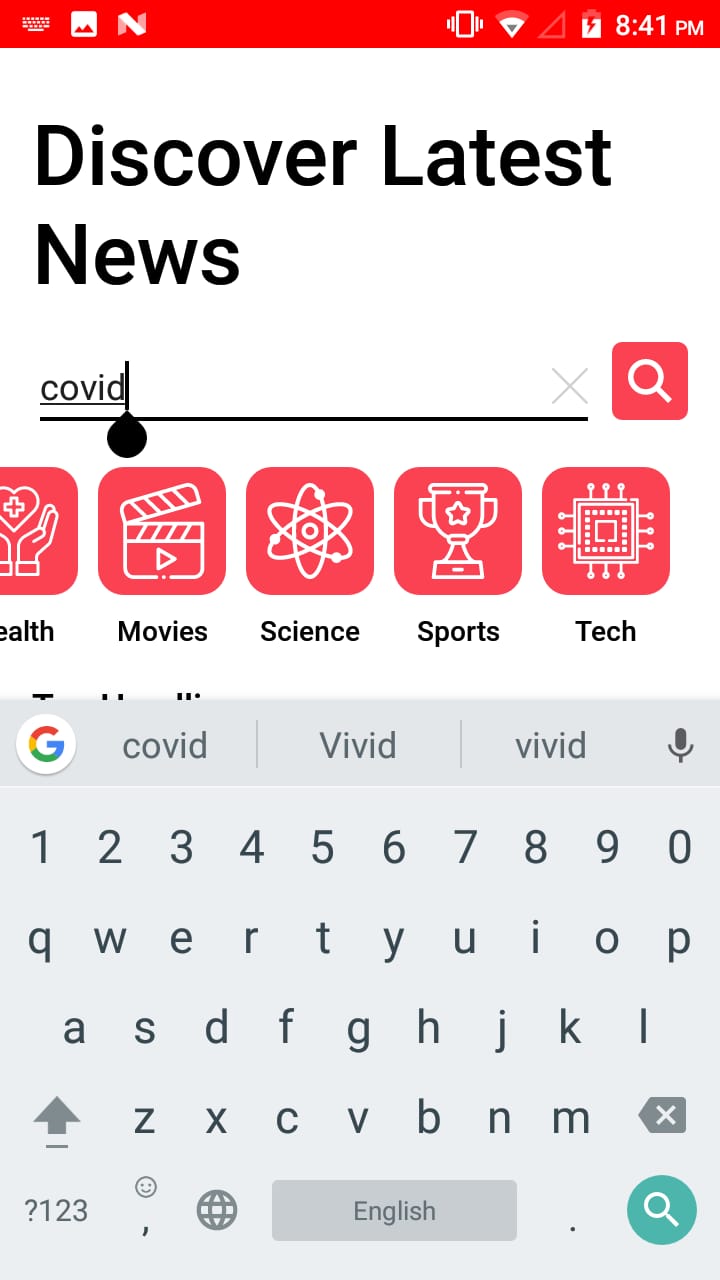 8:41 PM
Discover Latest
News
covid
ealth Movies Science Sports Tech
covid Vivid vivid
1 2 3 4 5 6 7 8 9 0
q w e r t y u i o p
a s d f g h j k l
z x c v b n m
?123 , English .